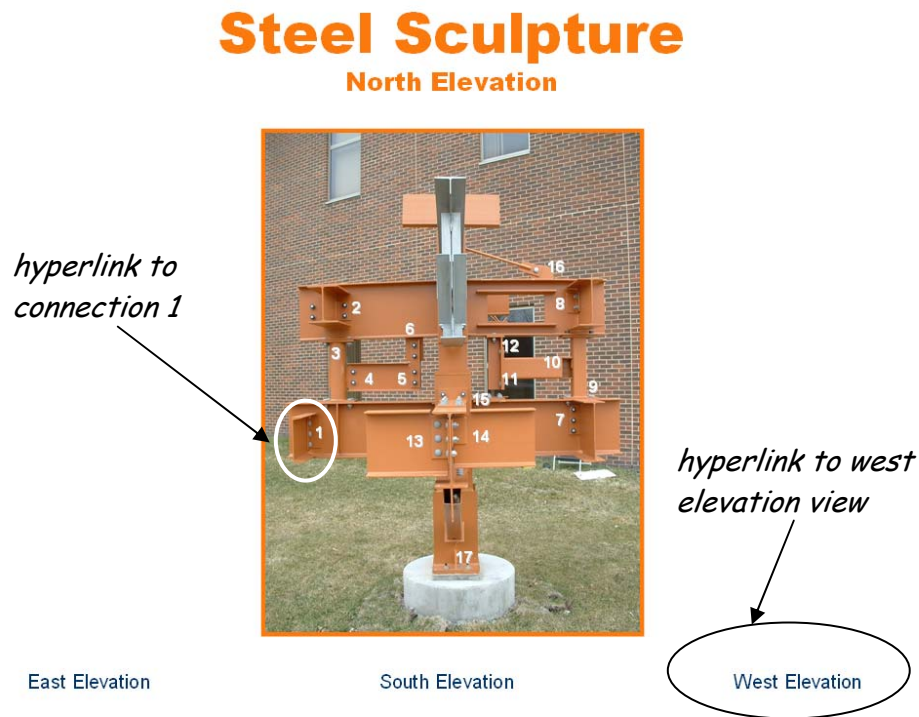 Steel Sculpture
North Elevation
hyperlink to
connection 1
16
2
8
6
3
12
10
4
5
11
9
15
1
7
13
14
hyperlink to west
elevation view
17
East Elevation
South Elevation
West Elevation